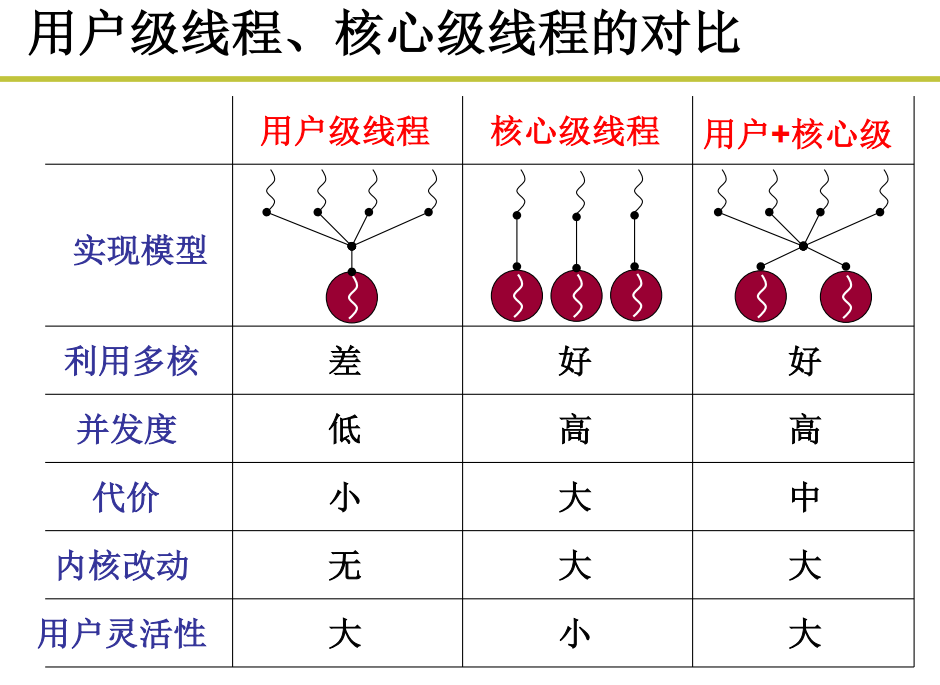 用户级线程、核心级线程的对比
用户级线程 核心级线程 用户+核心级
实现模型
利用多核 差 好 好
并发度 低 高 高
代价 小 大 中
内核改动 无 大 大
用户灵活性 大 小 大